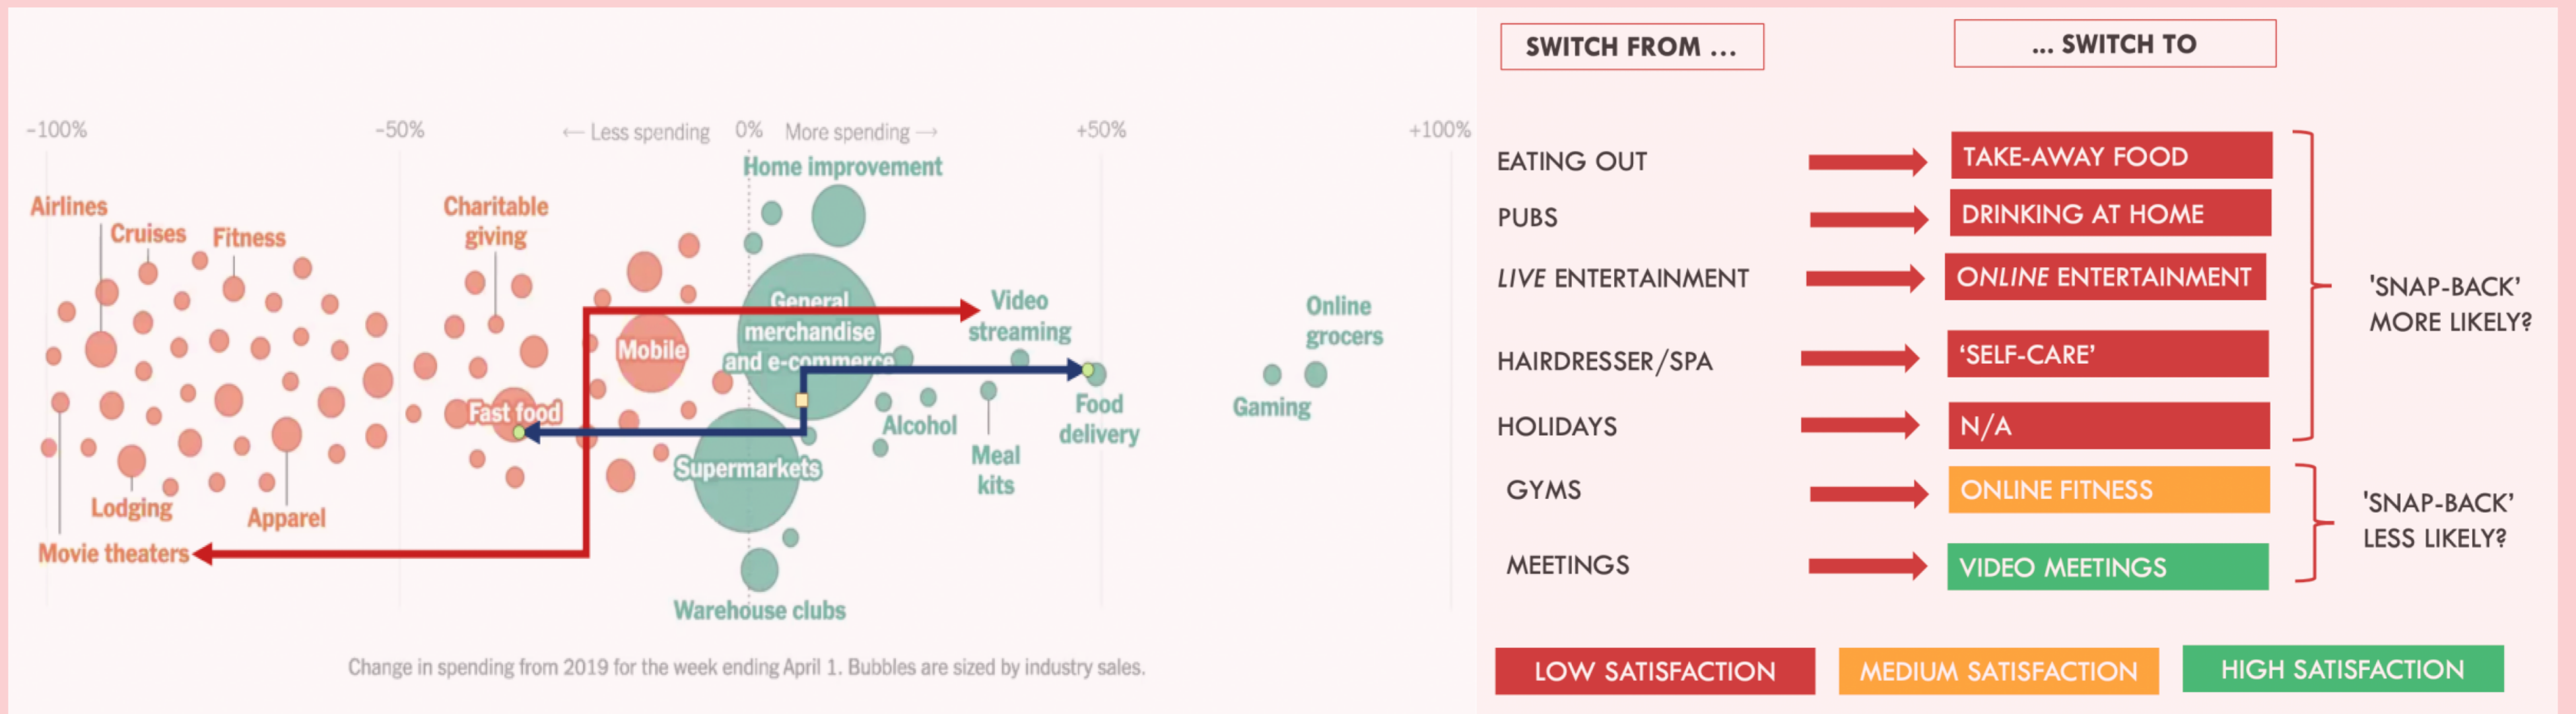 -100%
-50%
← Less spending
0%
More spending →
+50%
+100%
Home improvement
Airlines
Cruises
Fitness
Charitable
giving
General
merchandise
and e-commerce
Mobile
Video
streaming
Online
grocers
Fast food
Alcohol
Food
delivery
Gaming
Meal
kits
Supermarkets
Lodging
Apparel
Movie theaters
Warehouse clubs
Change in spending from 2019 for the week ending April 1. Bubbles are sized by industry sales.
SWITCH FROM ...
... SWITCH TO
EATING OUT
TAKE-AWAY FOOD
PUBS
DRINKING AT HOME
LIVE ENTERTAINMENT
ONLINE ENTERTAINMENT
HAIRDRESSER/SPA
‘SELF-CARE’
HOLIDAYS
N/A
'SNAP-BACK’
MORE LIKELY?
GYMS
ONLINE FITNESS
MEETINGS
VIDEO MEETINGS
'SNAP-BACK’
LESS LIKELY?
LOW SATISFACTION
MEDIUM SATISFACTION
HIGH SATISFACTION